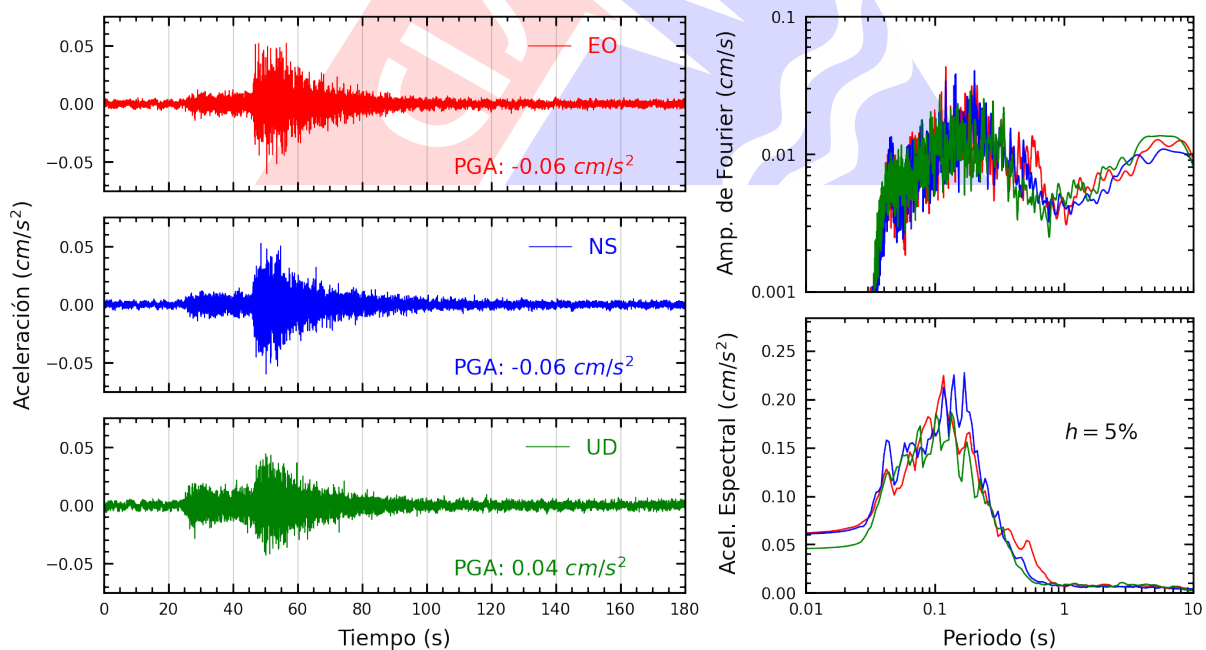 Aceleración (cm/s²)
0.05
0.00
−0.05
EO
PGA: -0.06 cm/s²
0.05
0.00
−0.05
NS
PGA: -0.06 cm/s²
0.05
0.00
−0.05
UD
PGA: 0.04 cm/s²
0 20 40 60 80 100 120 140 160 180
Tiempo (s)
Amp. de Fourier (cm/s)
0.1
0.01
0.001
Acel. Espectral (cm/s²)
0.25
0.20
0.15
0.10
0.05
0.00
h = 5%
0.01 0.1 1 10
Periodo (s)